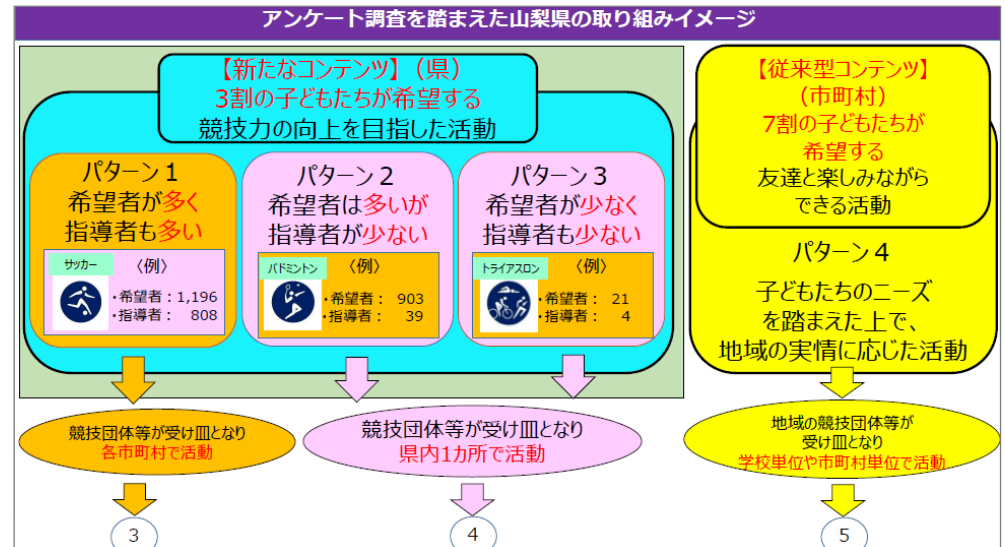 アンケート調査を踏まえた山梨県の取り組みイメージ
【新たなコンテンツ】（県）
3割の子どもたちが希望する
競技力の向上を目指した活動
パターン１
希望者が多く
指導者も多い
サッカー 〈例〉
・希望者：1,196
・指導者： 808
パターン２
希望者は多いが
指導者が少ない
バドミントン 〈例〉
・希望者： 903
・指導者： 39
パターン３
希望者が少なく
指導者も少ない
トライアスロン 〈例〉
・希望者： 21
・指導者： 4
競技団体等が受け皿となり
各市町村で活動
競技団体等が受け皿となり
県内1カ所で活動
3
4
【従来型コンテンツ】
（市町村）
7割の子どもたちが
希望する
友達と楽しみながら
できる活動
パターン４
子どもたちのニーズ
を踏まえた上で、
地域の実情に応じた活動
地域の競技団体等が
受け皿となり
学校単位や市町村単位で活動
5